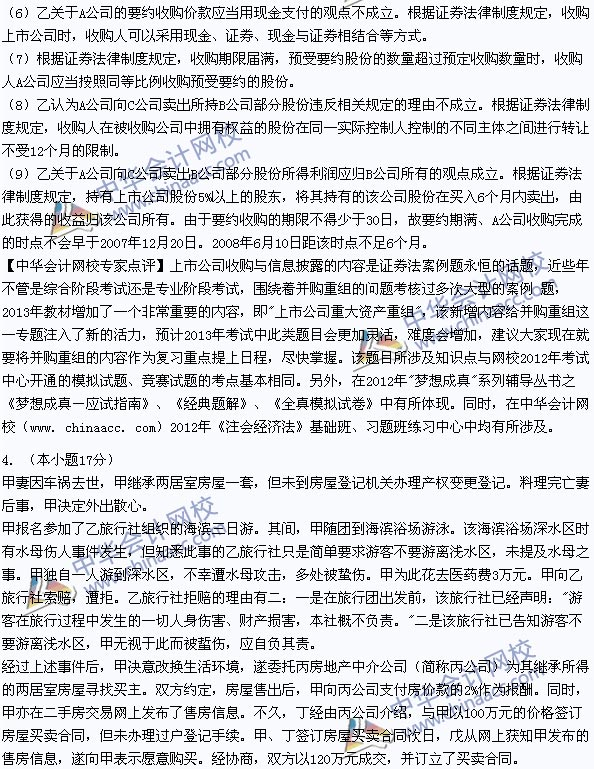 （6）乙关于A公司的要约收购价款应当用现金支付的观点不成立。根据证券法律制度规定，收购
上市公司时，收购人可以采用现金、证券、现金与证券相结合等方式。
（7）根据证券法律制度规定，收购期限届满，预受要约股份的数量超过预定收购数量时，收购
人A公司应当按照同等比例收购预受要约的股份。
（8）乙认为A公司向C公司卖出所持B公司部分股份违反相关规定的理由不成立。根据证券法律制
度规定，收购人在被收购公司中拥有权益的股份在同一实际控制人控制的不同主体之间进行转让
不受12个月的限制。
（9）乙关于A公司向C公司卖出B公司部分股份所得利润应归B公司所有的观点成立。根据证券法
律制度规定，持有上市公司股份5%以上的股东，将其持有的该公司股份在买入6个月内卖出，由
此获得的收益归该公司所有。由于要约收购的期限不得少于30日，故要约期满、A公司收购完成
的时点不会早于2007年12月20日。2008年6月10日距该时点不足6个月。
【中华会计网校专家点评】上市公司收购与信息披露的内容是证券法案例题永恒的话题，近些年
不管是综合阶段考试还是专业阶段考试，围绕着并购重组的问题考核过多次大型的案例 题，
2013年教材增加了一个非常重要的内容，即"上市公司重大资产重组"，该新增内容给并购重组这
一专题注入了新的活力，预计2013年考试中此类题目会更加灵活，难度会增加，建议大家现在就
要将并购重组的内容作为复习重点提上日程，尽快掌握。该题目所涉及知识点与网校2012年考试
中心开通的模拟试题、竞赛试题的考点基本相同。另外，在2012年"梦想成真"系列辅导丛书之
《梦想成真—应试指南》、《经典题解》、《全真模拟试卷》中有所体现。同时，在中华会计网
校（www. chinaacc. com）2012年《注会经济法》基础班、习题班练习中心中均有所涉及。
4. （本小题17分）
甲妻因车祸去世，甲继承两居室房屋一套，但未到房屋登记机关办理产权变更登记。料理完亡妻
后事，甲决定外出散心。
甲报名参加了乙旅行社组织的海滨三日游。其间，甲随团到海滨浴场游泳。该海滨浴场深水区时
有水母伤人事件发生，但知悉此事的乙旅行社只是简单要求游客不要游离浅水区，未提及水母之
事。甲独自一人游到深水区，不幸遭水母攻击，多处被蛰伤。甲为此花去医药费3万元。甲向乙
旅行社索赔，遭拒。乙旅行社拒赔的理由有二：一是在旅行团出发前，该旅行社已经声明："游
客在旅行过程中发生的一切人身伤害、财产损害，本社概不负责。"二是该旅行社已告知游客不
要游离浅水区，甲无视于此而被蜇伤，应自负其责。
经过上述事件后，甲决意改换生活环境，遂委托丙房地产中介公司（简称丙公司）为其继承所得
的两居室房屋寻找买主。双方约定，房屋售出后，甲向丙公司支付房价款的2%作为报酬。同时，
甲亦在二手房交易网上发布了售房信息。不久，丁经由丙公司介绍，与甲以100万元的价格签订
房屋买卖合同，但未办理过户登记手续。甲、丁签订房屋买卖合同次日，戊从网上获知甲发布的
售房信息，遂向甲表示愿意购买。经协商，双方以120万元成交，并订立了买卖合同。